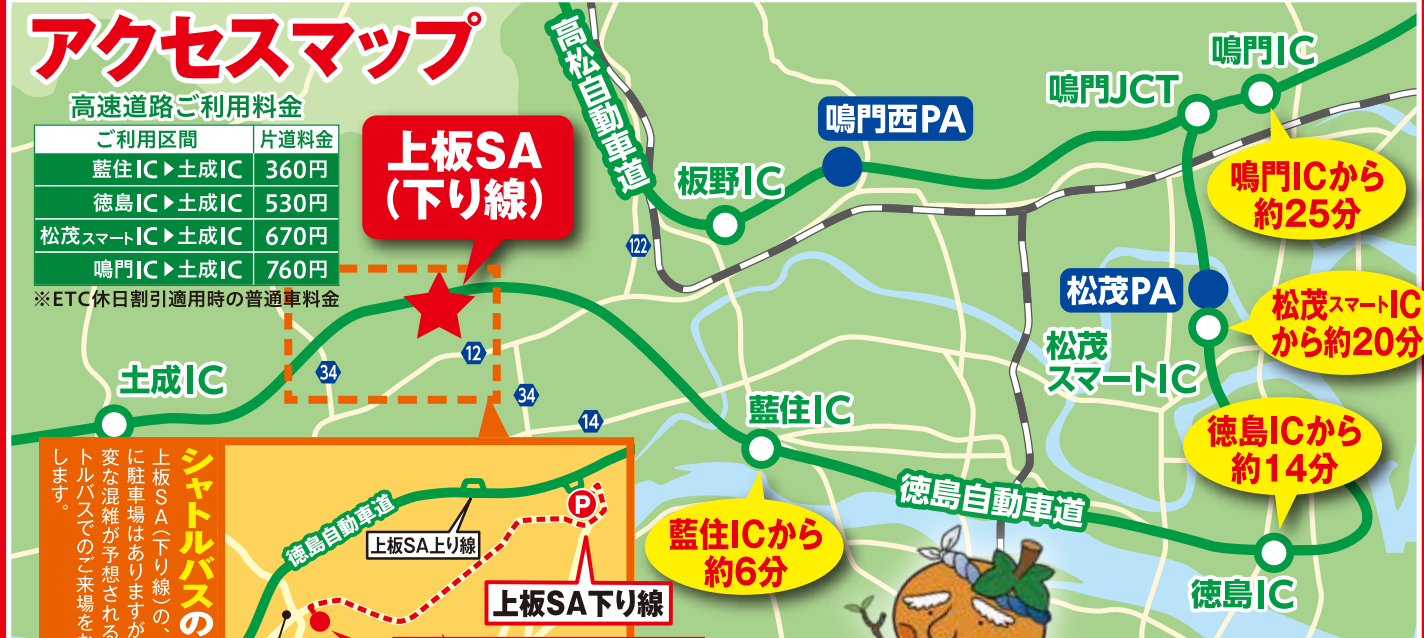 アクセスマップ
高速道路ご利用料金
ご利用区間 片道料金
藍住IC▶土成IC 360円
徳島IC▶土成IC 530円
松茂スマートIC▶土成IC 670円
鳴門IC▶土成IC 760円
※ETC休日割引適用時の普通車料金
上板SA
(下り線)
高松自動車道
板野IC
鳴門西PA
鳴門JCT
鳴門IC
鳴門ICから
約25分
松茂PA
松茂スマートIC
から約20分
松茂
スマートIC
122
12
34
34
14
土成IC
藍住IC
藍住ICから
約6分
徳島自動車道
徳島ICから
約14分
徳島IC
シャトルバスの
上板SA(下り線)の、
に駐車場はありますが
変な混雑が予想される
トルバスでのご来場を
します。
徳島自動車道
上板SA上り線
P
上板SA下り線